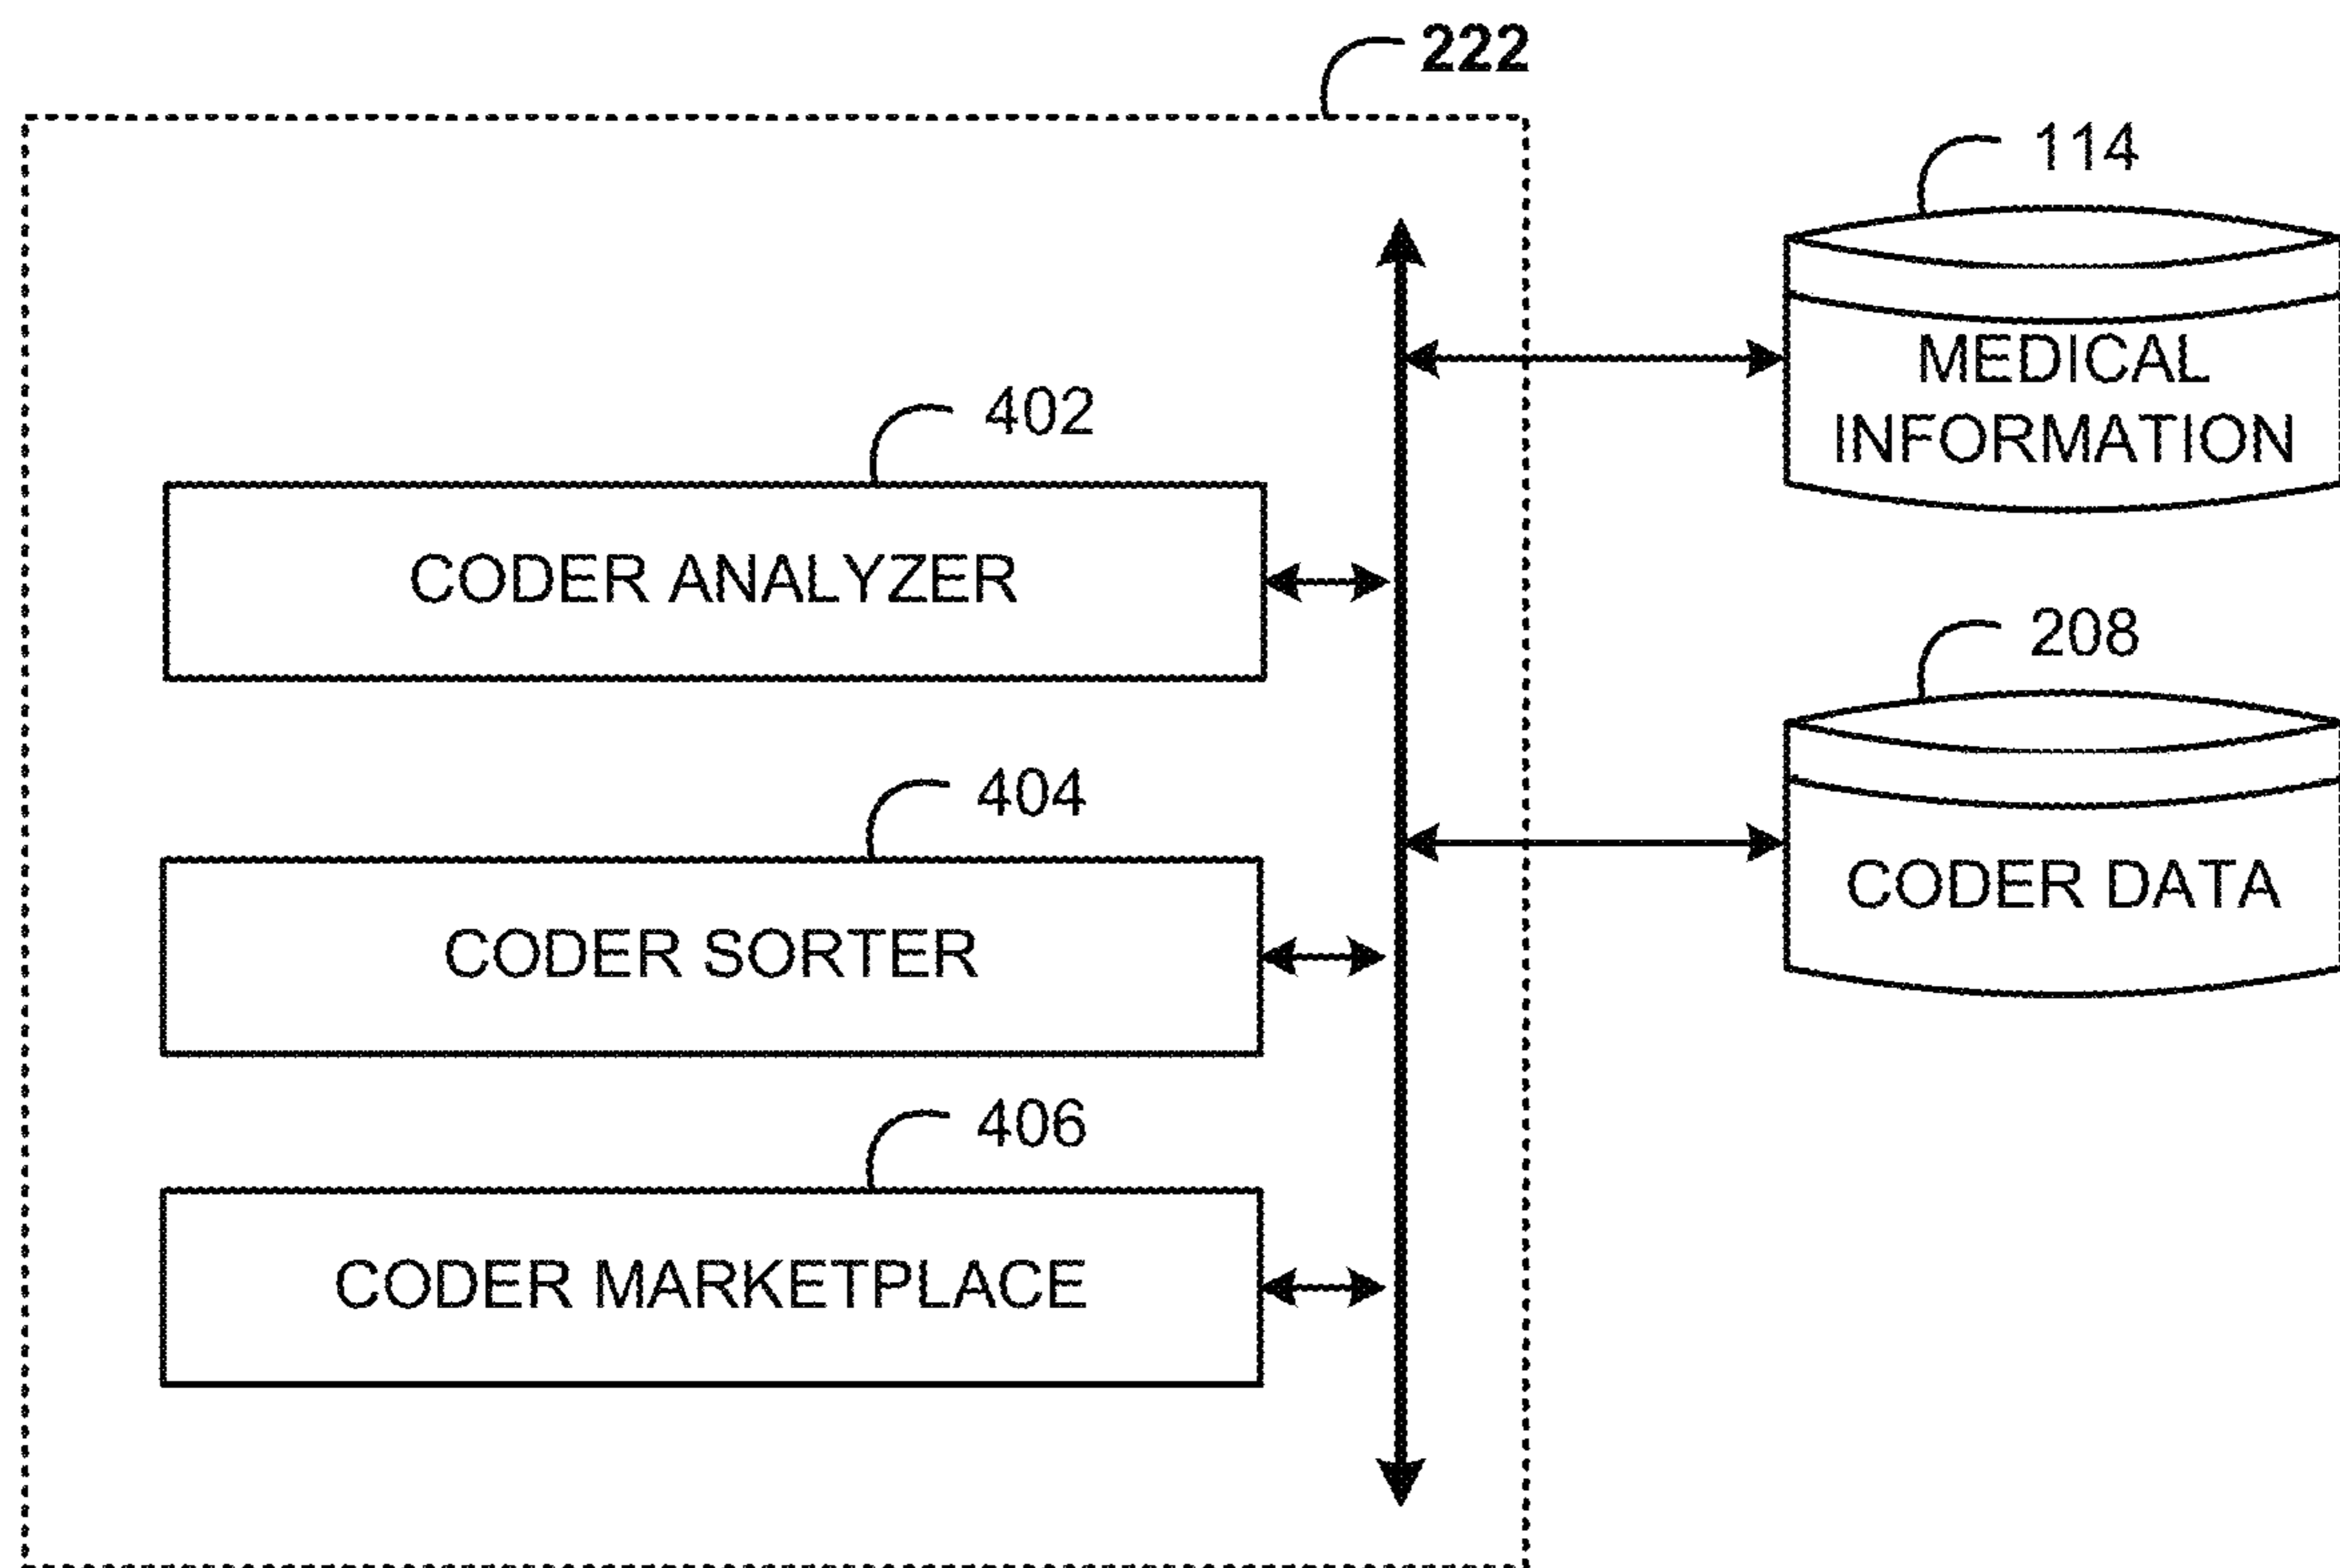 222
114
MEDICAL
INFORMATION
402
CODER ANALYZER
208
CODER DATA
404
CODER SORTER
406
CODER MARKETPLACE